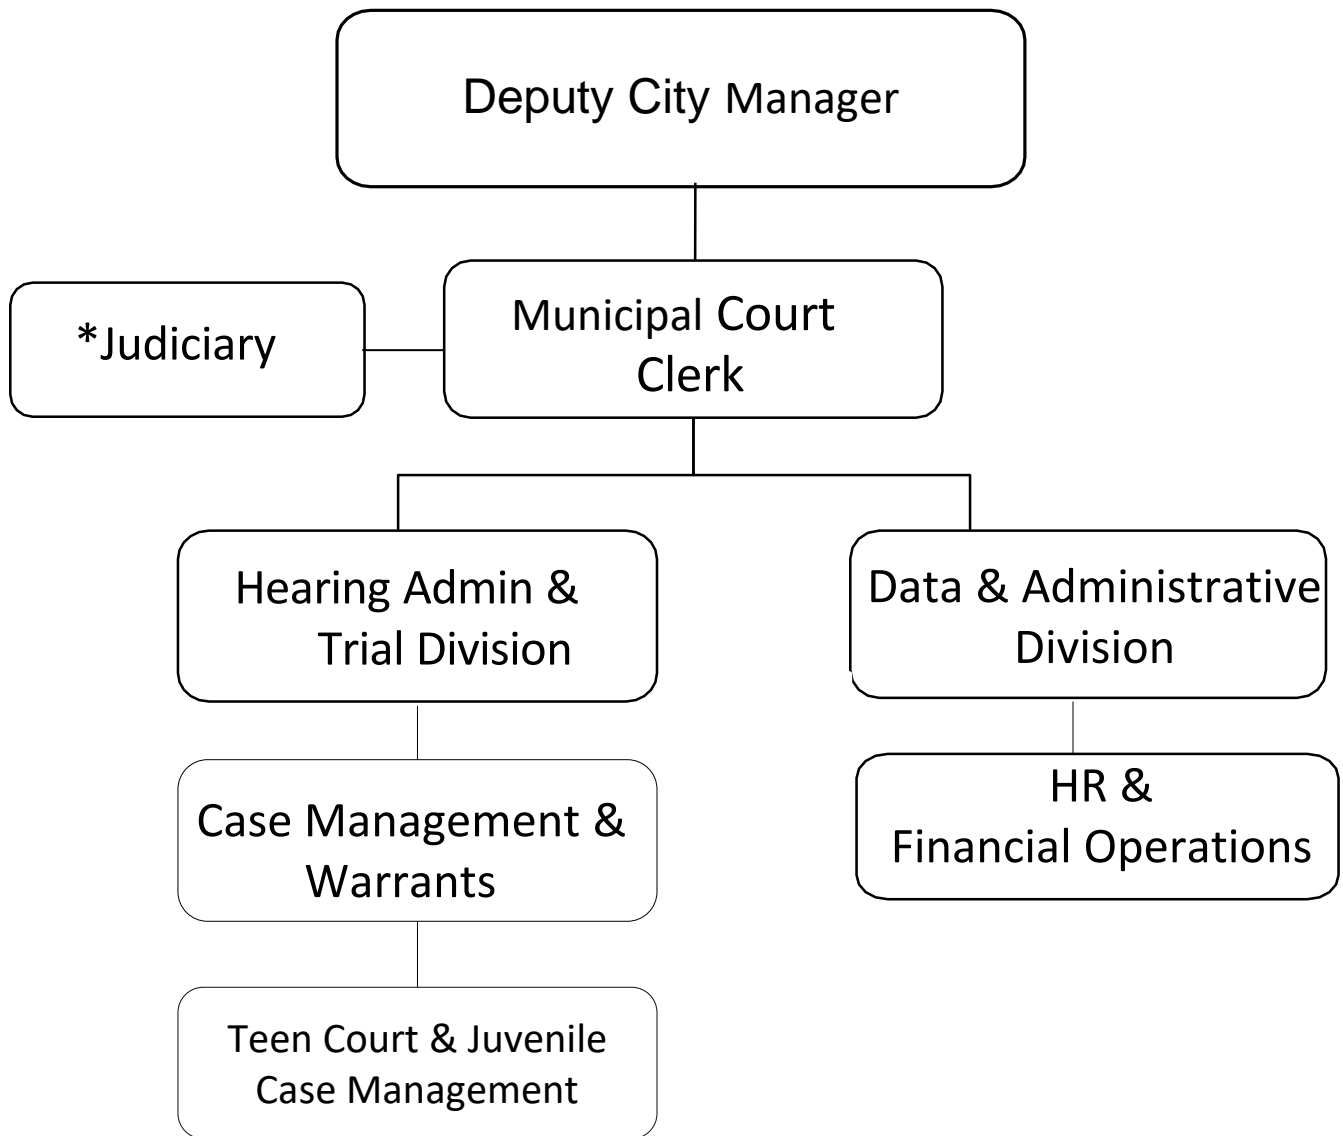 Deputy City Manager
*Judiciary
Municipal Court
Clerk
Hearing Admin &
Trial Division
Data & Administrative
Division
Case Management &
Warrants
HR &
Financial Operations
Teen Court & Juvenile
Case Management